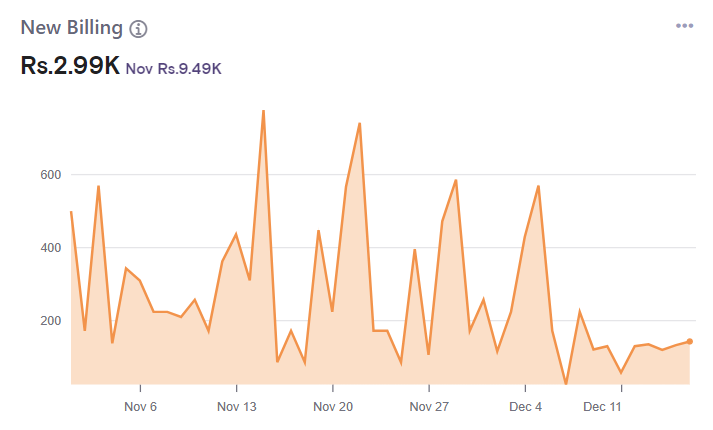 New Billing
Rs.2.99K Nov Rs.9.49K
600
400
200
Nov 6 Nov 13 Nov 20 Nov 27 Dec 4 Dec 11